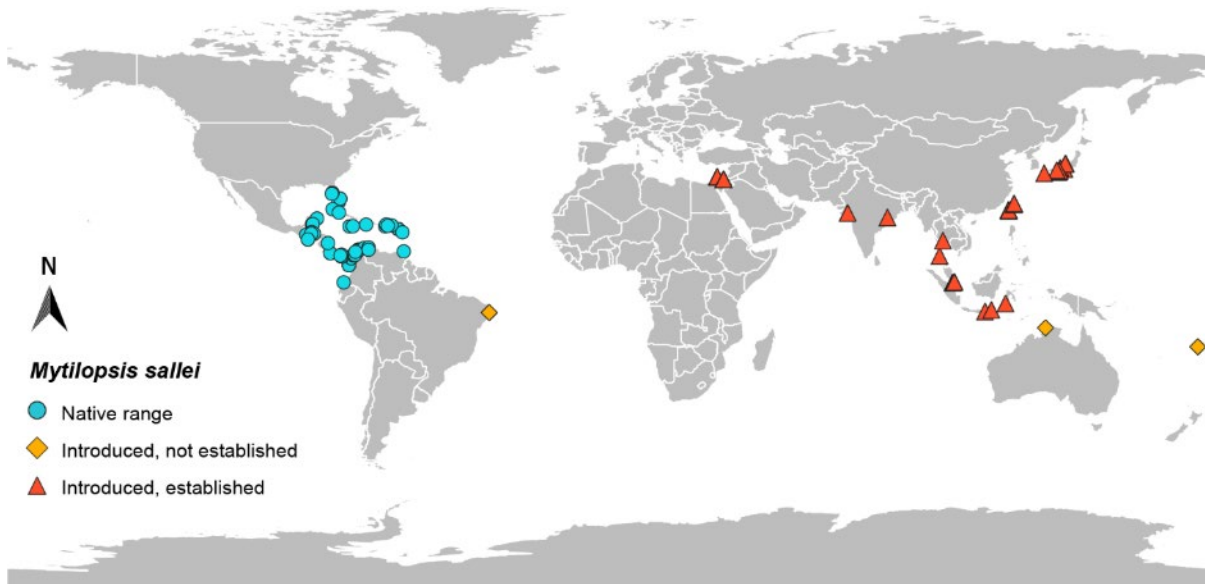 N
Mytilopsis sallei
Native range
Introduced, not established
Introduced, established